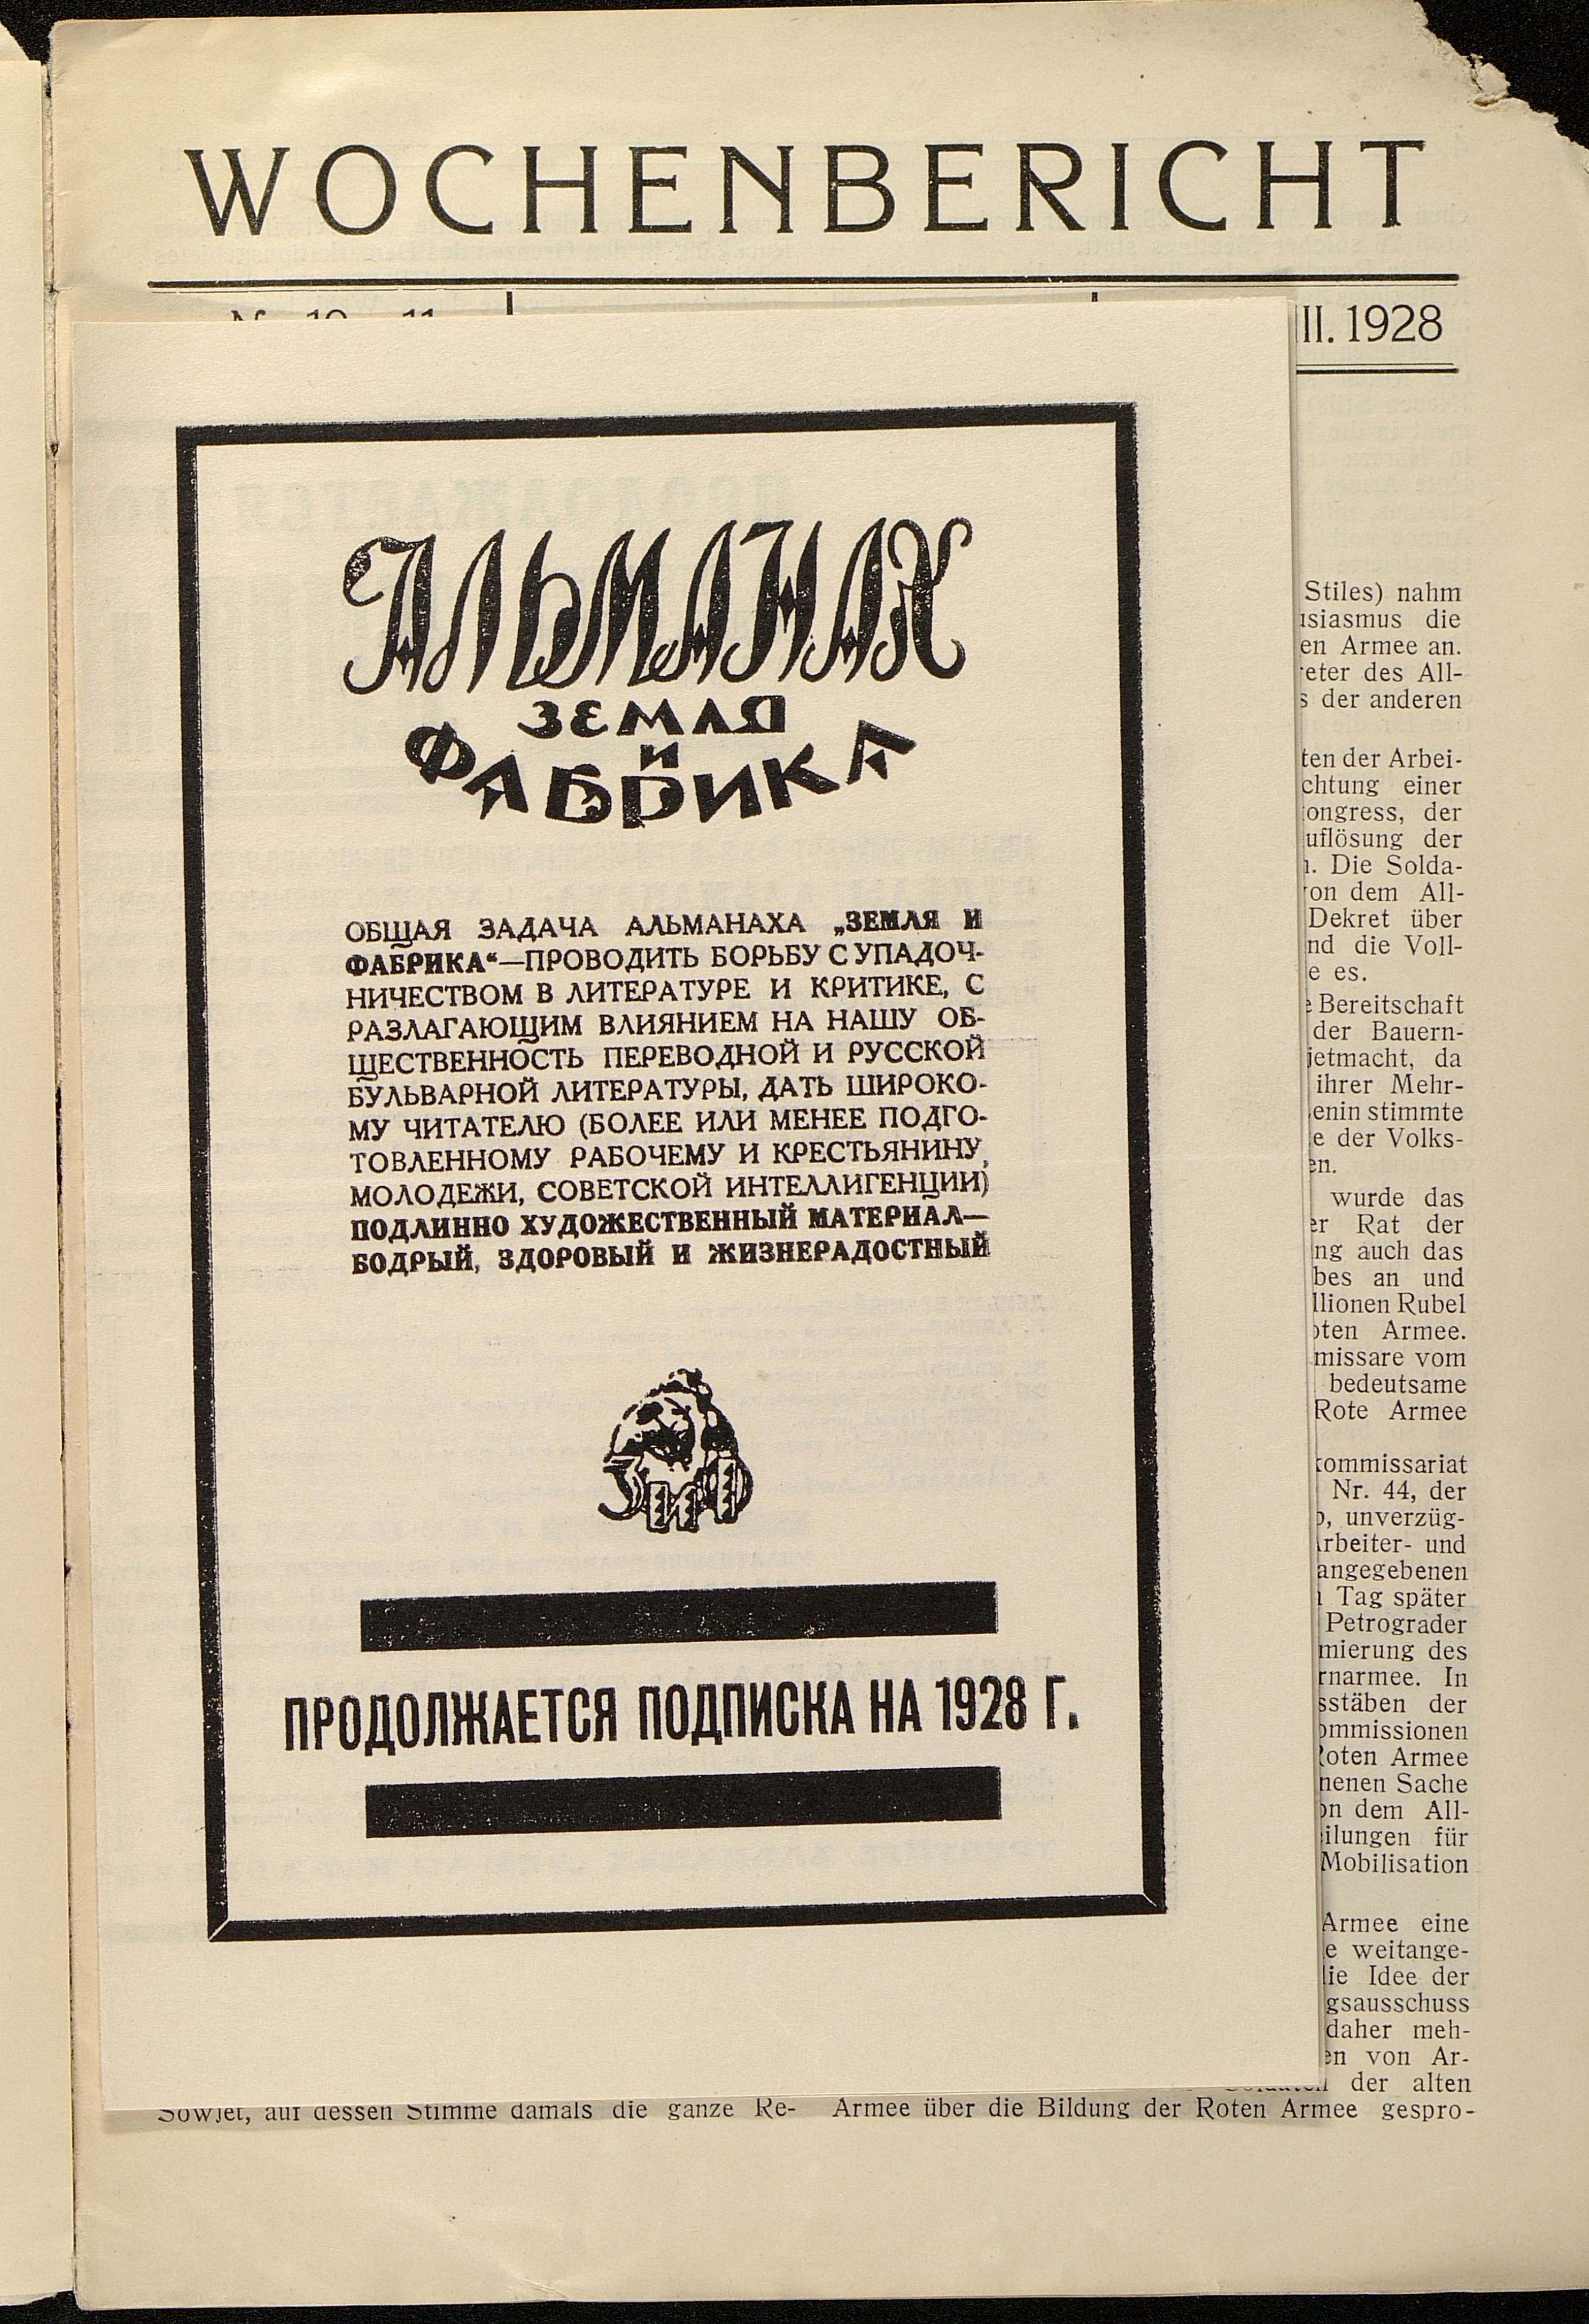 WOCHENBERICHT
III. 1928
АЛЬМАНАХ
ЗЕМЛЯ
И
ФАБРИКА
ОБЩАЯ ЗАДАЧА АЛЬМАНАХА „ЗЕМЛЯ И
ФАБРИКА“—ПРОВОДИТЬ БОРЬБУ С УПАДОЧ-
НИЧЕСТВОМ В ЛИТЕРАТУРЕ И КРИТИКЕ, С
РАЗЛАГАЮЩИМ ВЛИЯНИЕМ НА НАШУ ОБ-
ЩЕСТВЕННОСТЬ ПЕРЕВОДНОЙ И РУССКОЙ
БУЛЬВАРНОЙ ЛИТЕРАТУРЫ, ДАТЬ ШИРОКО-
МУ ЧИТАТЕЛЮ (БОЛЕЕ ИЛИ МЕНЕЕ ПОДГО-
ТОВЛЕННОМУ РАБОЧЕМУ И КРЕСТЬЯНИНУ,
МОЛОДЕЖИ, СОВЕТСКОЙ ИНТЕЛЛИГЕНЦИИ)
ПОДЛИННО ХУДОЖЕСТВЕННЫЙ МАТЕРИАЛ—
БОДРЫЙ, ЗДОРОВЫЙ И ЖИЗНЕРАДОСТНЫЙ
ЗИФ
ПРОДОЛЖАЕТСЯ ПОДПИСКА НА 1928 Г.
Stiles) nahm
die
en Armee an.
des All-
der anderen
ten der Arbei-
chtung einer
ongress, der
uflösung der
Die Solda-
on dem All-
Dekret über
nd die Voll-
e es.
Bereitschaft
der Bauern-
jetmacht, da
ihrer Mehr-
enin stimmte
e der Volks-
en.
wurde das
er Rat der
ng auch das
bes an und
llionen Rubel
oten Armee.
missare vom
bedeutsame
Rote Armee
kommissariat
Nr. 44, der
unverzüg-
Arbeiter- und
angegebenen
Tag später
Petrograder
mierung des
rnarmee. In
sstäben der
ommissionen
Roten Armee
nenen Sache
on dem All-
ilungen für
Mobilisation
Armee eine
e weitange-
die Idee der
gsausschuss
daher meh-
en von Ar-
Soldaten der alten
Sowjet, auf dessen Stimme damals die ganze Re-
Armee über die Bildung der Roten Armee gespro-